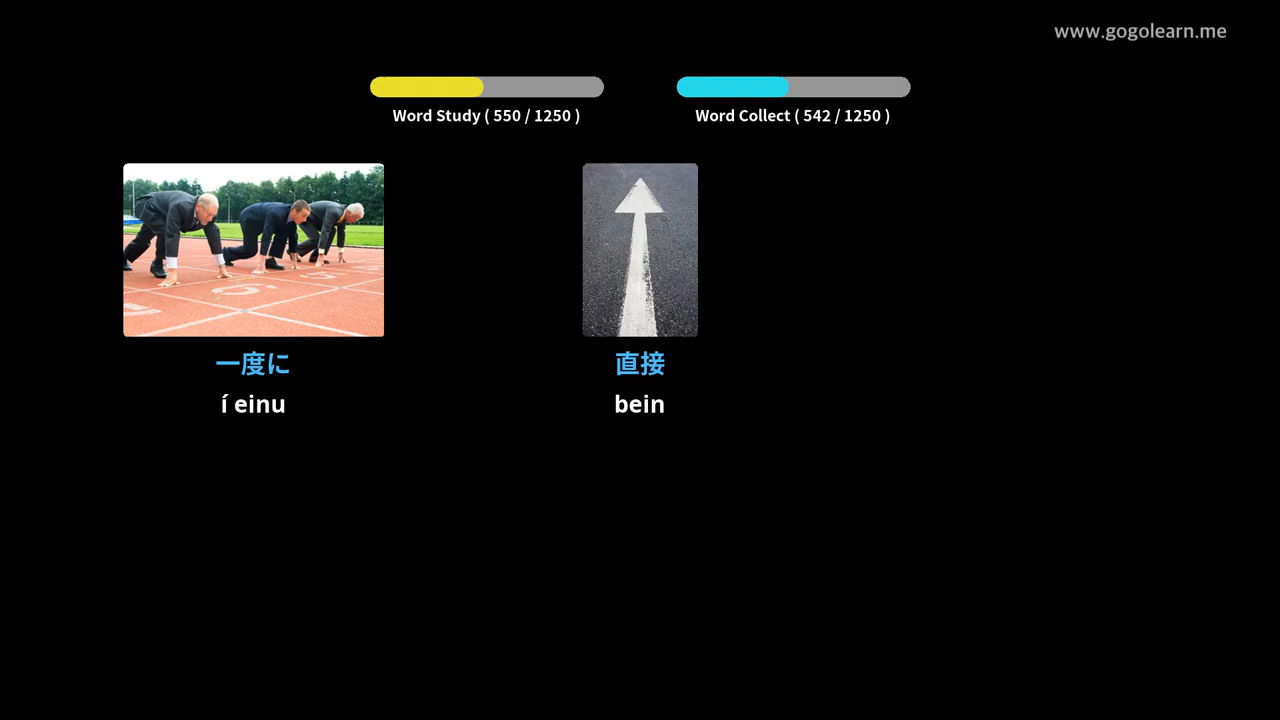 www.gogolearn.me
Word Study ( 550 / 1250 )
Word Collect ( 542 / 1250 )
一度に
í einu
直接
bein